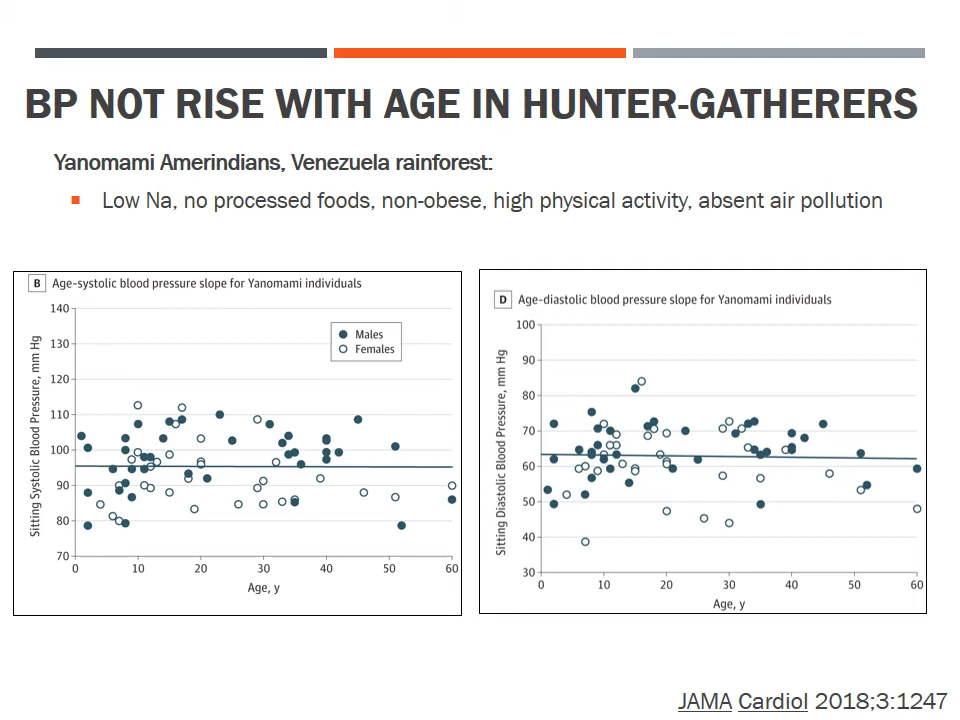 BP NOT RISE WITH AGE IN HUNTER-GATHERERS
Yanomami Amerindians, Venezuela rainforest:
Low Na, no processed foods, non-obese, high physical activity, absent air pollution
B Age-systolic blood pressure slope for Yanomami individuals
140
130
120
110
100
90
80
70
Sitting Systolic Blood Pressure, mm Hg
Males
Females
0 10 20 30 40 50 60
Age, y
D Age-diastolic blood pressure slope for Yanomami individuals
100
90
80
70
60
50
40
30
Sitting Diastolic Blood Pressure, mm Hg
0 10 20 30 40 50 60
Age, y
JAMA Cardiol 2018;3:1247